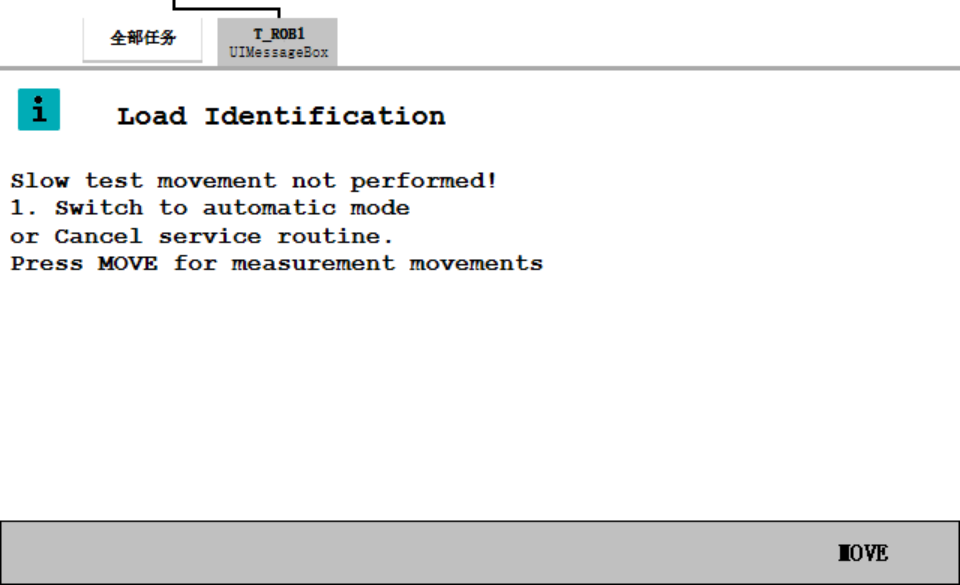 全部任务
T_ROB1
UIMessageBox
i
Load Identification
Slow test movement not performed!
1. Switch to automatic mode
or Cancel service routine.
Press MOVE for measurement movements
MOVE